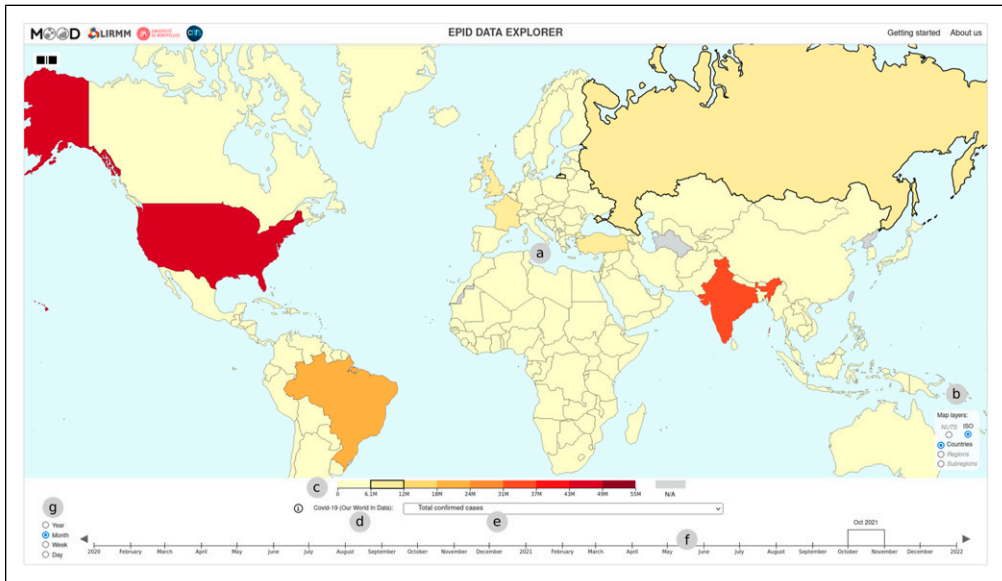 MOOD LIRMM UNIVERSITÉ DE MONTPELLIER EPID DATA EXPLORER Getting started About us
a
b
Map layers:
NUTS ISO
Countries
Regions
Subregions
c
0 6.1M 12M 18M 24M 31M 37M 43M 49M 55M N/A
Covid-19 (Our World In Data): Total confirmed cases
d e
f
g
Year
Month
Week
Day
Oct 2021
2020 February March April May June July August September October November December 2021 February March April May June July August September October November December 2022